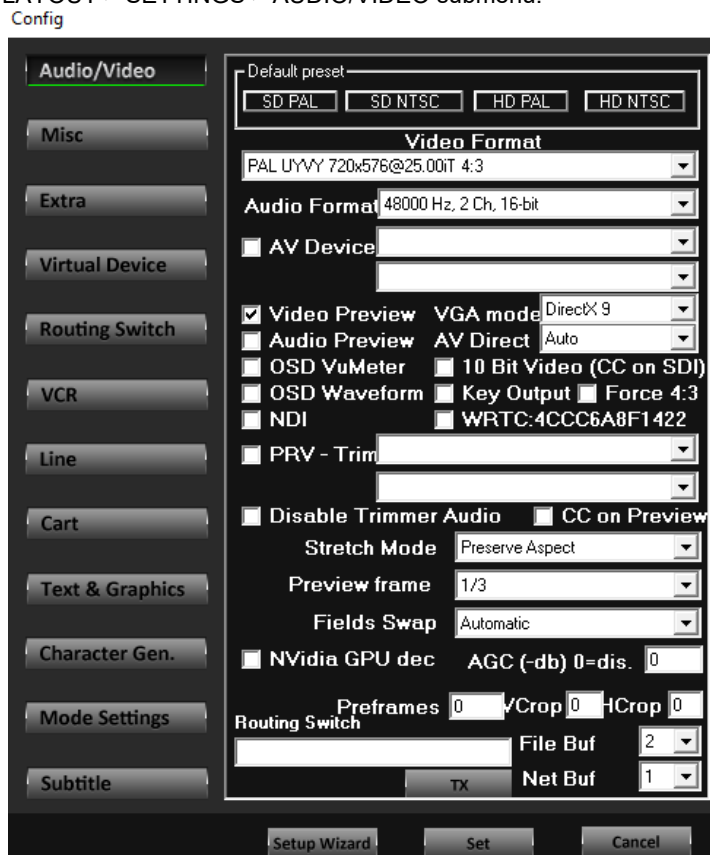 Config
Audio/Video
Misc
Extra
Virtual Device
Routing Switch
VCR
Line
Cart
Text & Graphics
Character Gen.
Mode Settings
Subtitle
Default preset
SD PAL SD NTSC HD PAL HD NTSC
Video Format
PAL UYVY 720x576@25.00iT 4:3
Audio Format 48000 Hz, 2 Ch, 16-bit
AV Device
Video Preview VGA mode DirectX 9
Audio Preview AV Direct Auto
OSD VuMeter 10 Bit Video (CC on SDI)
OSD Waveform Key Output Force 4:3
NDI WRTC:4CCC6A8F1422
PRV - Trim
Disable Trimmer Audio CC on Preview
Stretch Mode Preserve Aspect
Preview frame 1/3
Fields Swap Automatic
NVidia GPU dec AGC (-db) 0=dis. 0
Preframes 0 VCrop 0 HCrop 0
Routing Switch
File Buf 2
TX Net Buf 1
Setup Wizard Set Cancel